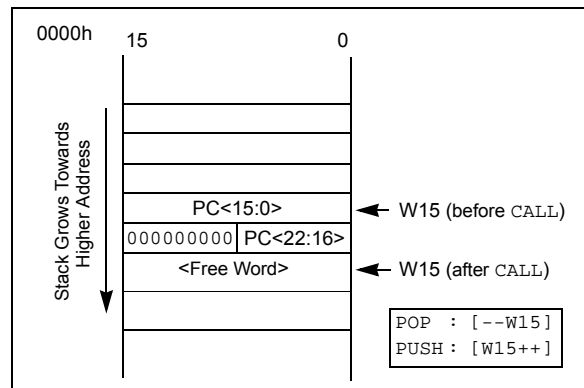 0000h
15 0
Stack Grows Towards
Higher Address
PC<15:0>
W15 (before CALL)
000000000 PC<22:16>
<Free Word>
W15 (after CALL)
POP : [--W15]
PUSH : [W15++]